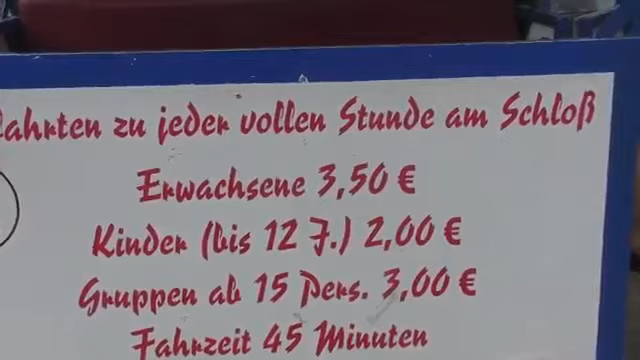 fahrten zu jeder vollen Stunde am Schloß
Erwachsene 3,50 €
Kinder (bis 12 J.) 2,00 €
Gruppen ab 15 Pers. 3,00 €
Fahrzeit 45 Minuten